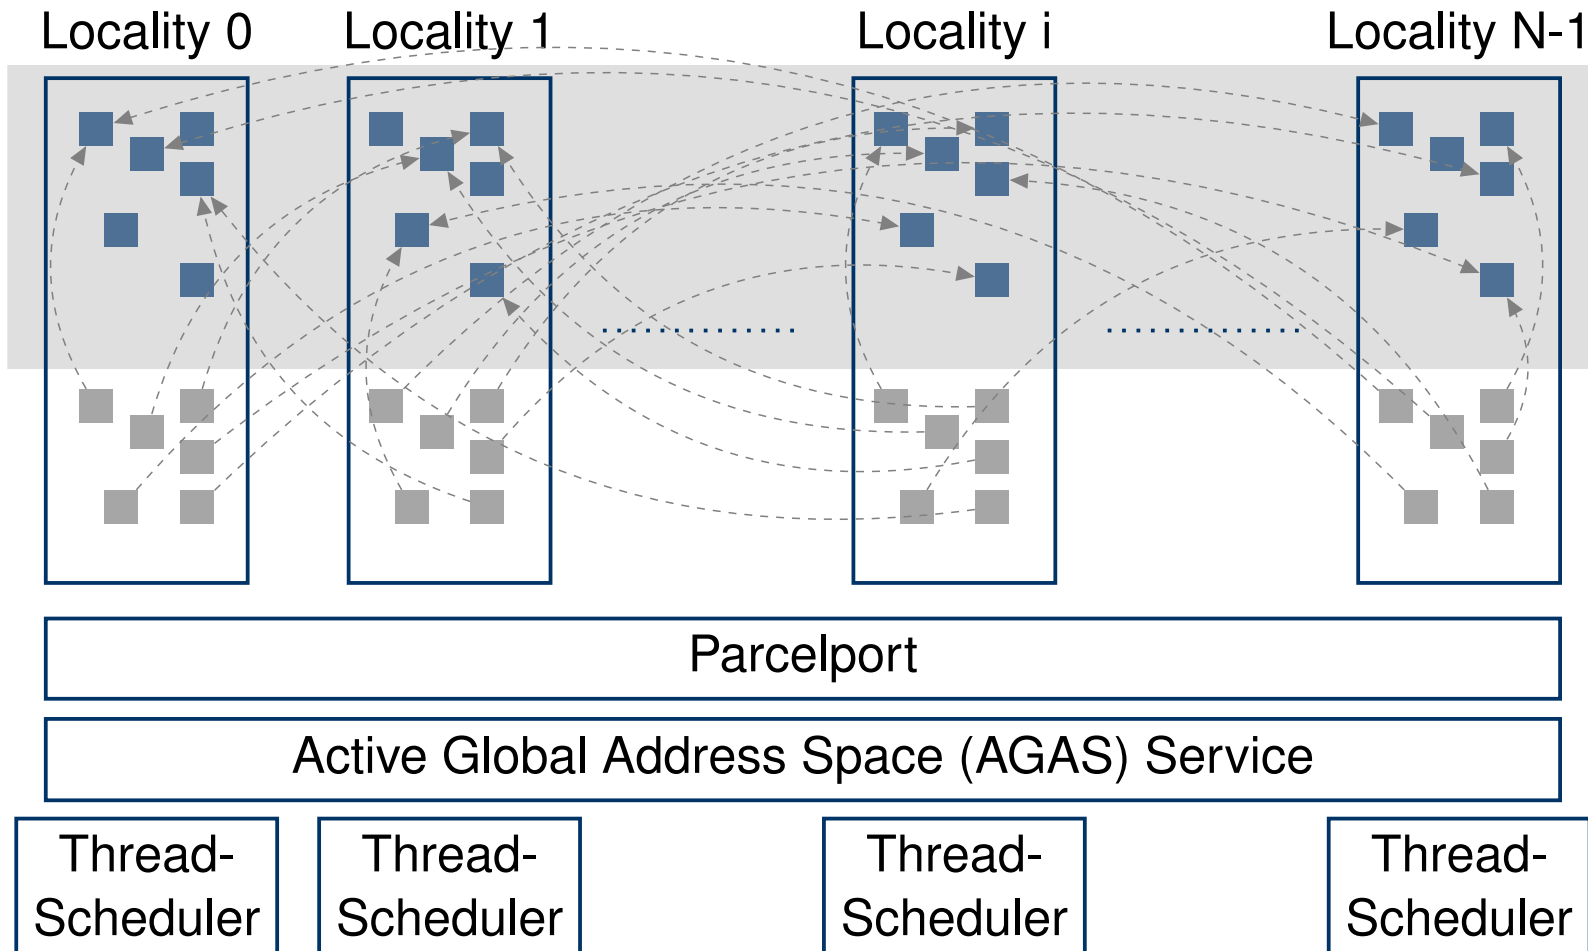 Locality 0
Locality 1
Locality i
Locality N-1
Parcelport
Active Global Address Space (AGAS) Service
Thread-
Scheduler
Thread-
Scheduler
Thread-
Scheduler
Thread-
Scheduler